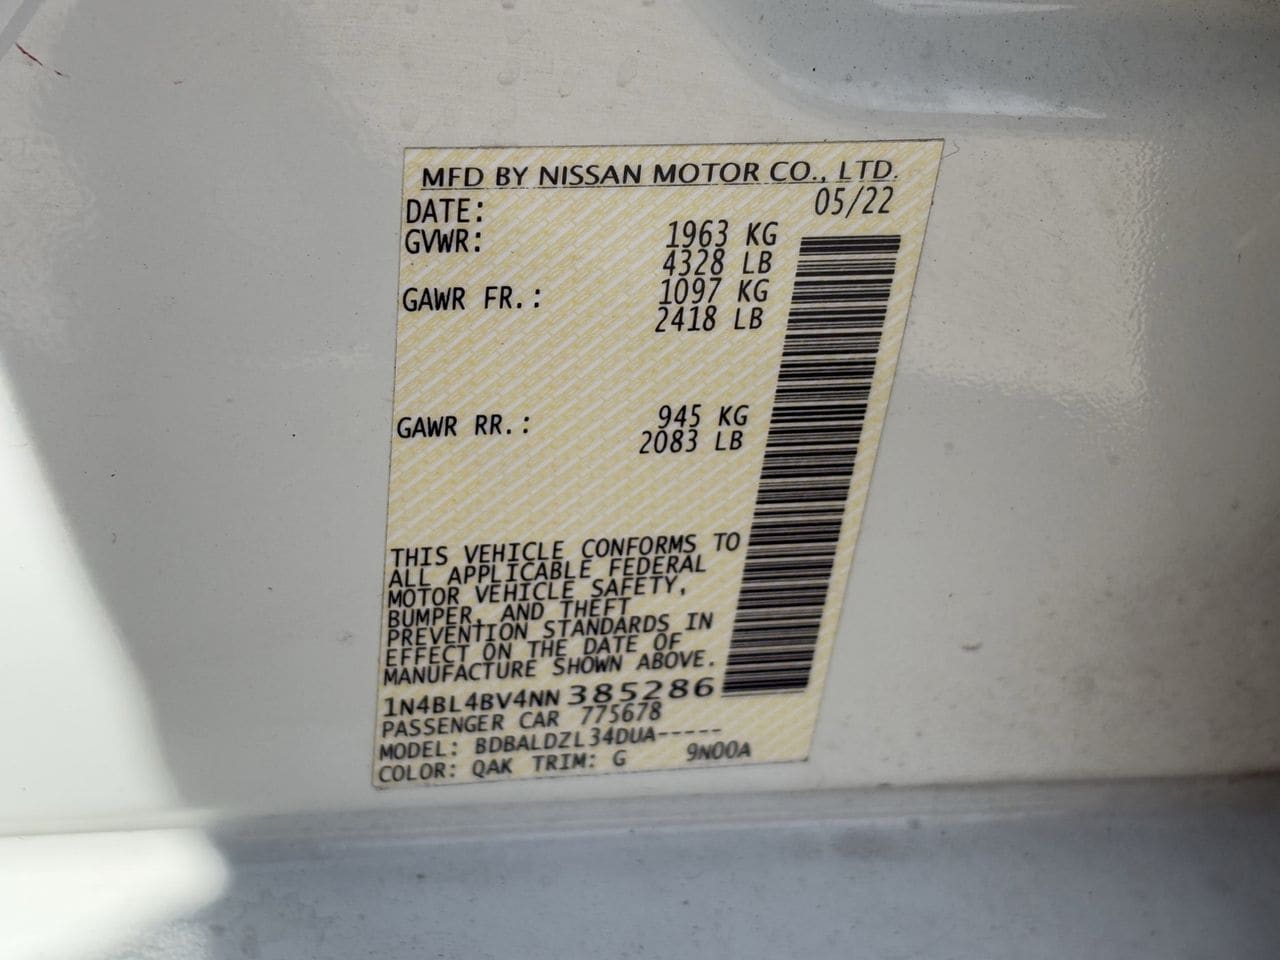 MFD BY NISSAN MOTOR CO., LTD.
DATE: 05/22
GVWR: 1963 KG
4328 LB
GAWR FR.: 1097 KG
2418 LB
GAWR RR.: 945 KG
2083 LB
THIS VEHICLE CONFORMS TO
ALL APPLICABLE FEDERAL
MOTOR VEHICLE SAFETY,
BUMPER, AND THEFT
PREVENTION STANDARDS IN
EFFECT ON THE DATE OF
MANUFACTURE SHOWN ABOVE.
1N4BL4BV4NN385286
PASSENGER CAR 775678
MODEL: BDBALDZL34DUA-----
COLOR: QAK TRIM: G 9N00A